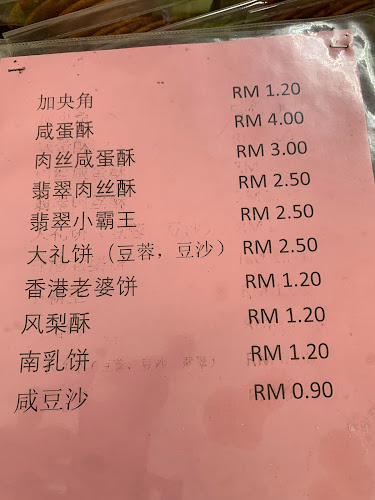 加央角 RM 1.20
咸蛋酥 RM 4.00
肉丝咸蛋酥 RM 3.00
翡翠肉丝酥 RM 2.50
翡翠小霸王 RM 2.50
大礼饼（豆蓉，豆沙） RM 2.50
香港老婆饼 RM 1.20
风梨酥 RM 1.20
南乳饼 RM 1.20
咸豆沙 RM 0.90